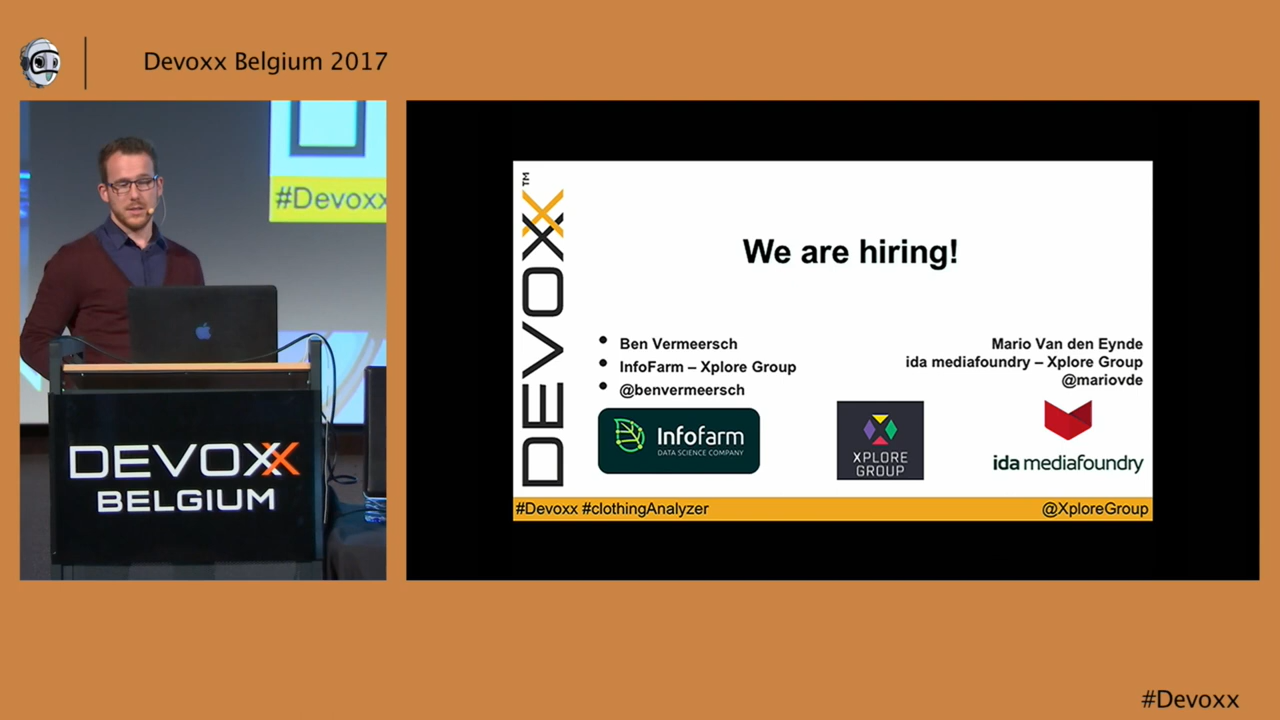 Devoxx Belgium 2017
#Devoxx
DEVOXX
BELGIUM
DEVOXX™
We are hiring!
Ben Vermeersch
InfoFarm – Xplore Group
@benvermeersch
Mario Van den Eynde
ida mediafoundry – Xplore Group
@mariovde
Infofarm
DATA SCIENCE COMPANY
XPLORE
GROUP
ida mediafoundry
#Devoxx #clothingAnalyzer
@XploreGroup
#Devoxx